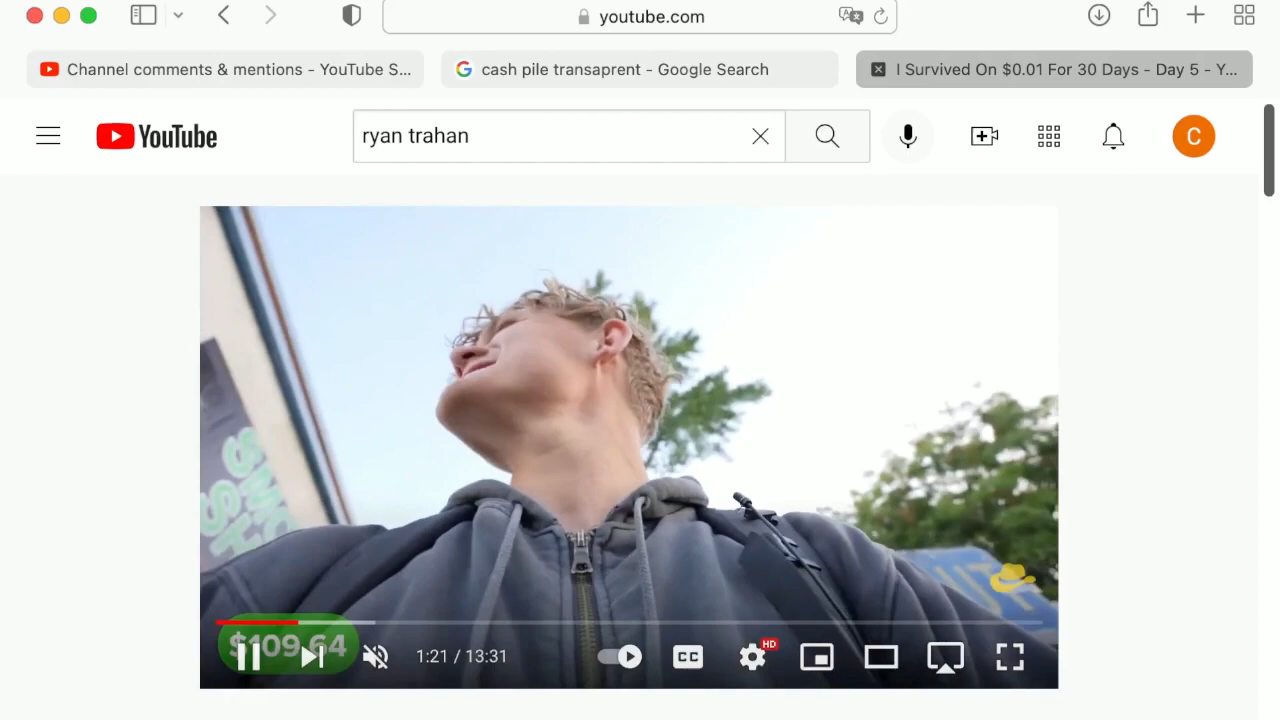 youtube.com
Channel comments & mentions - YouTube S...
cash pile transaprent - Google Search
I Survived On $0.01 For 30 Days - Day 5 - Y...
YouTube
ryan trahan
C
$109.64
1:21 / 13:31
CC
HD